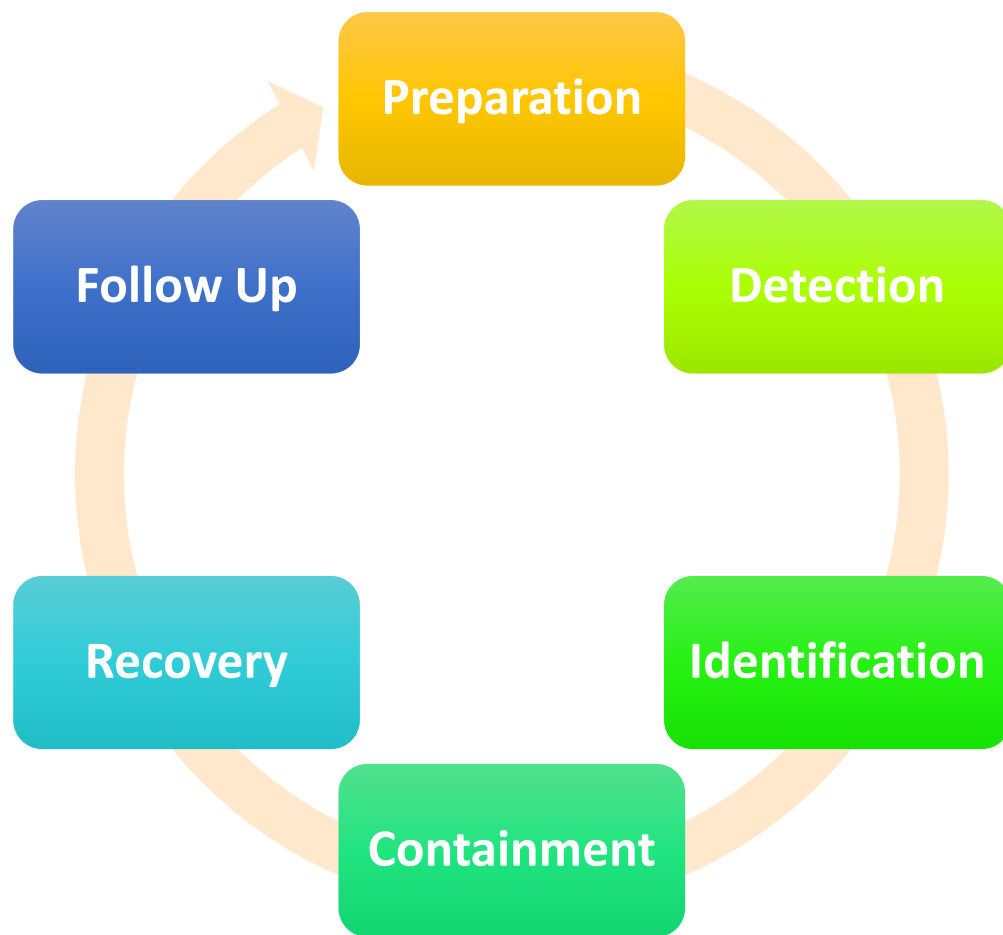 Preparation
Detection
Identification
Containment
Recovery
Follow Up